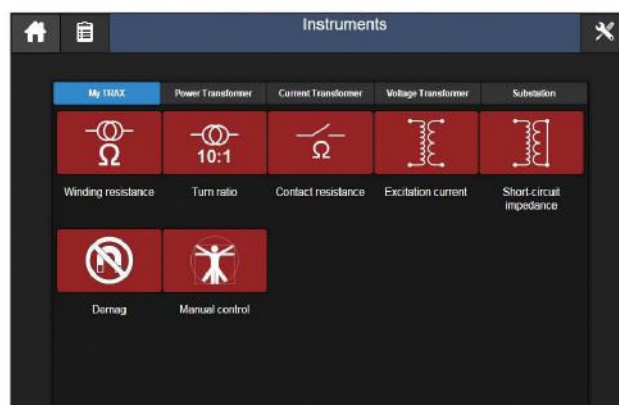 Instruments
My TRAX
Power Transformer
Current Transformer
Voltage Transformer
Substation
Ω
10:1
Ω
Winding resistance
Turn ratio
Contact resistance
Excitation current
Short-circuit
impedance
Demag
Manual control